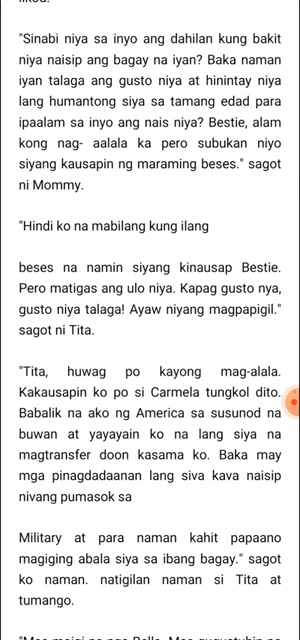 "Sinabi niya sa inyo ang dahilan kung bakit
niya naisip ang bagay na iyan? Baka naman
iyan talaga ang gusto niya at hinintay niya
lang humantong siya sa tamang edad para
ipaalam sa inyo ang nais niya? Bestie, alam
kong nag- aalala ka pero subukan niyo
siyang kausapin ng maraming beses." sagot
ni Mommy.
"Hindi ko na mabilang kung ilang
beses na namin siyang kinausap Bestie.
Pero matigas ang ulo niya. Kapag gusto nya,
gusto niya talaga! Ayaw niyang magpapigil."
sagot ni Tita.
"Tita, huwag po kayong mag-alala.
Kakausapin ko po si Carmela tungkol dito.
Babalik na ako ng America sa susunod na
buwan at yayayain ko na lang siya na
magtransfer doon kasama ko. Baka may
mga pinagdadaanan lang siya kaya naisip
niyang pumasok sa
Military at para naman kahit papaano
magiging abala siya sa ibang bagay." sagot
ko naman. natigilan naman si Tita at
tumango.